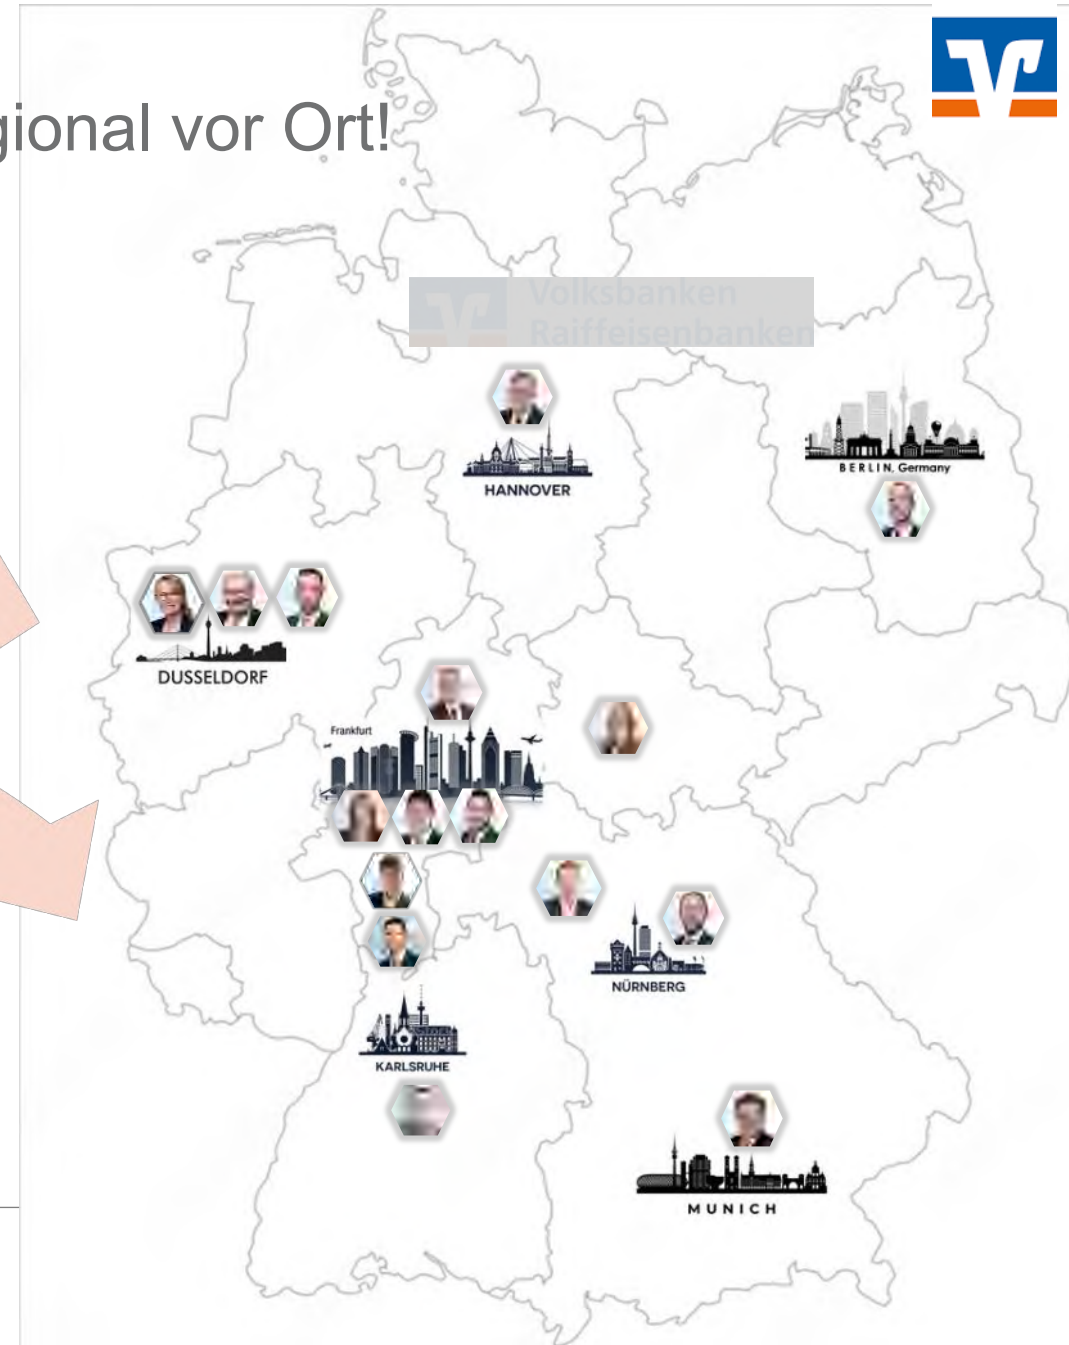 gional vor Ort!
Volksbanken
Raiffeisenbanken
HANNOVER
BERLIN, Germany
DUSSELDORF
Frankfurt
NÜRNBERG
KARLSRUHE
MUNICH